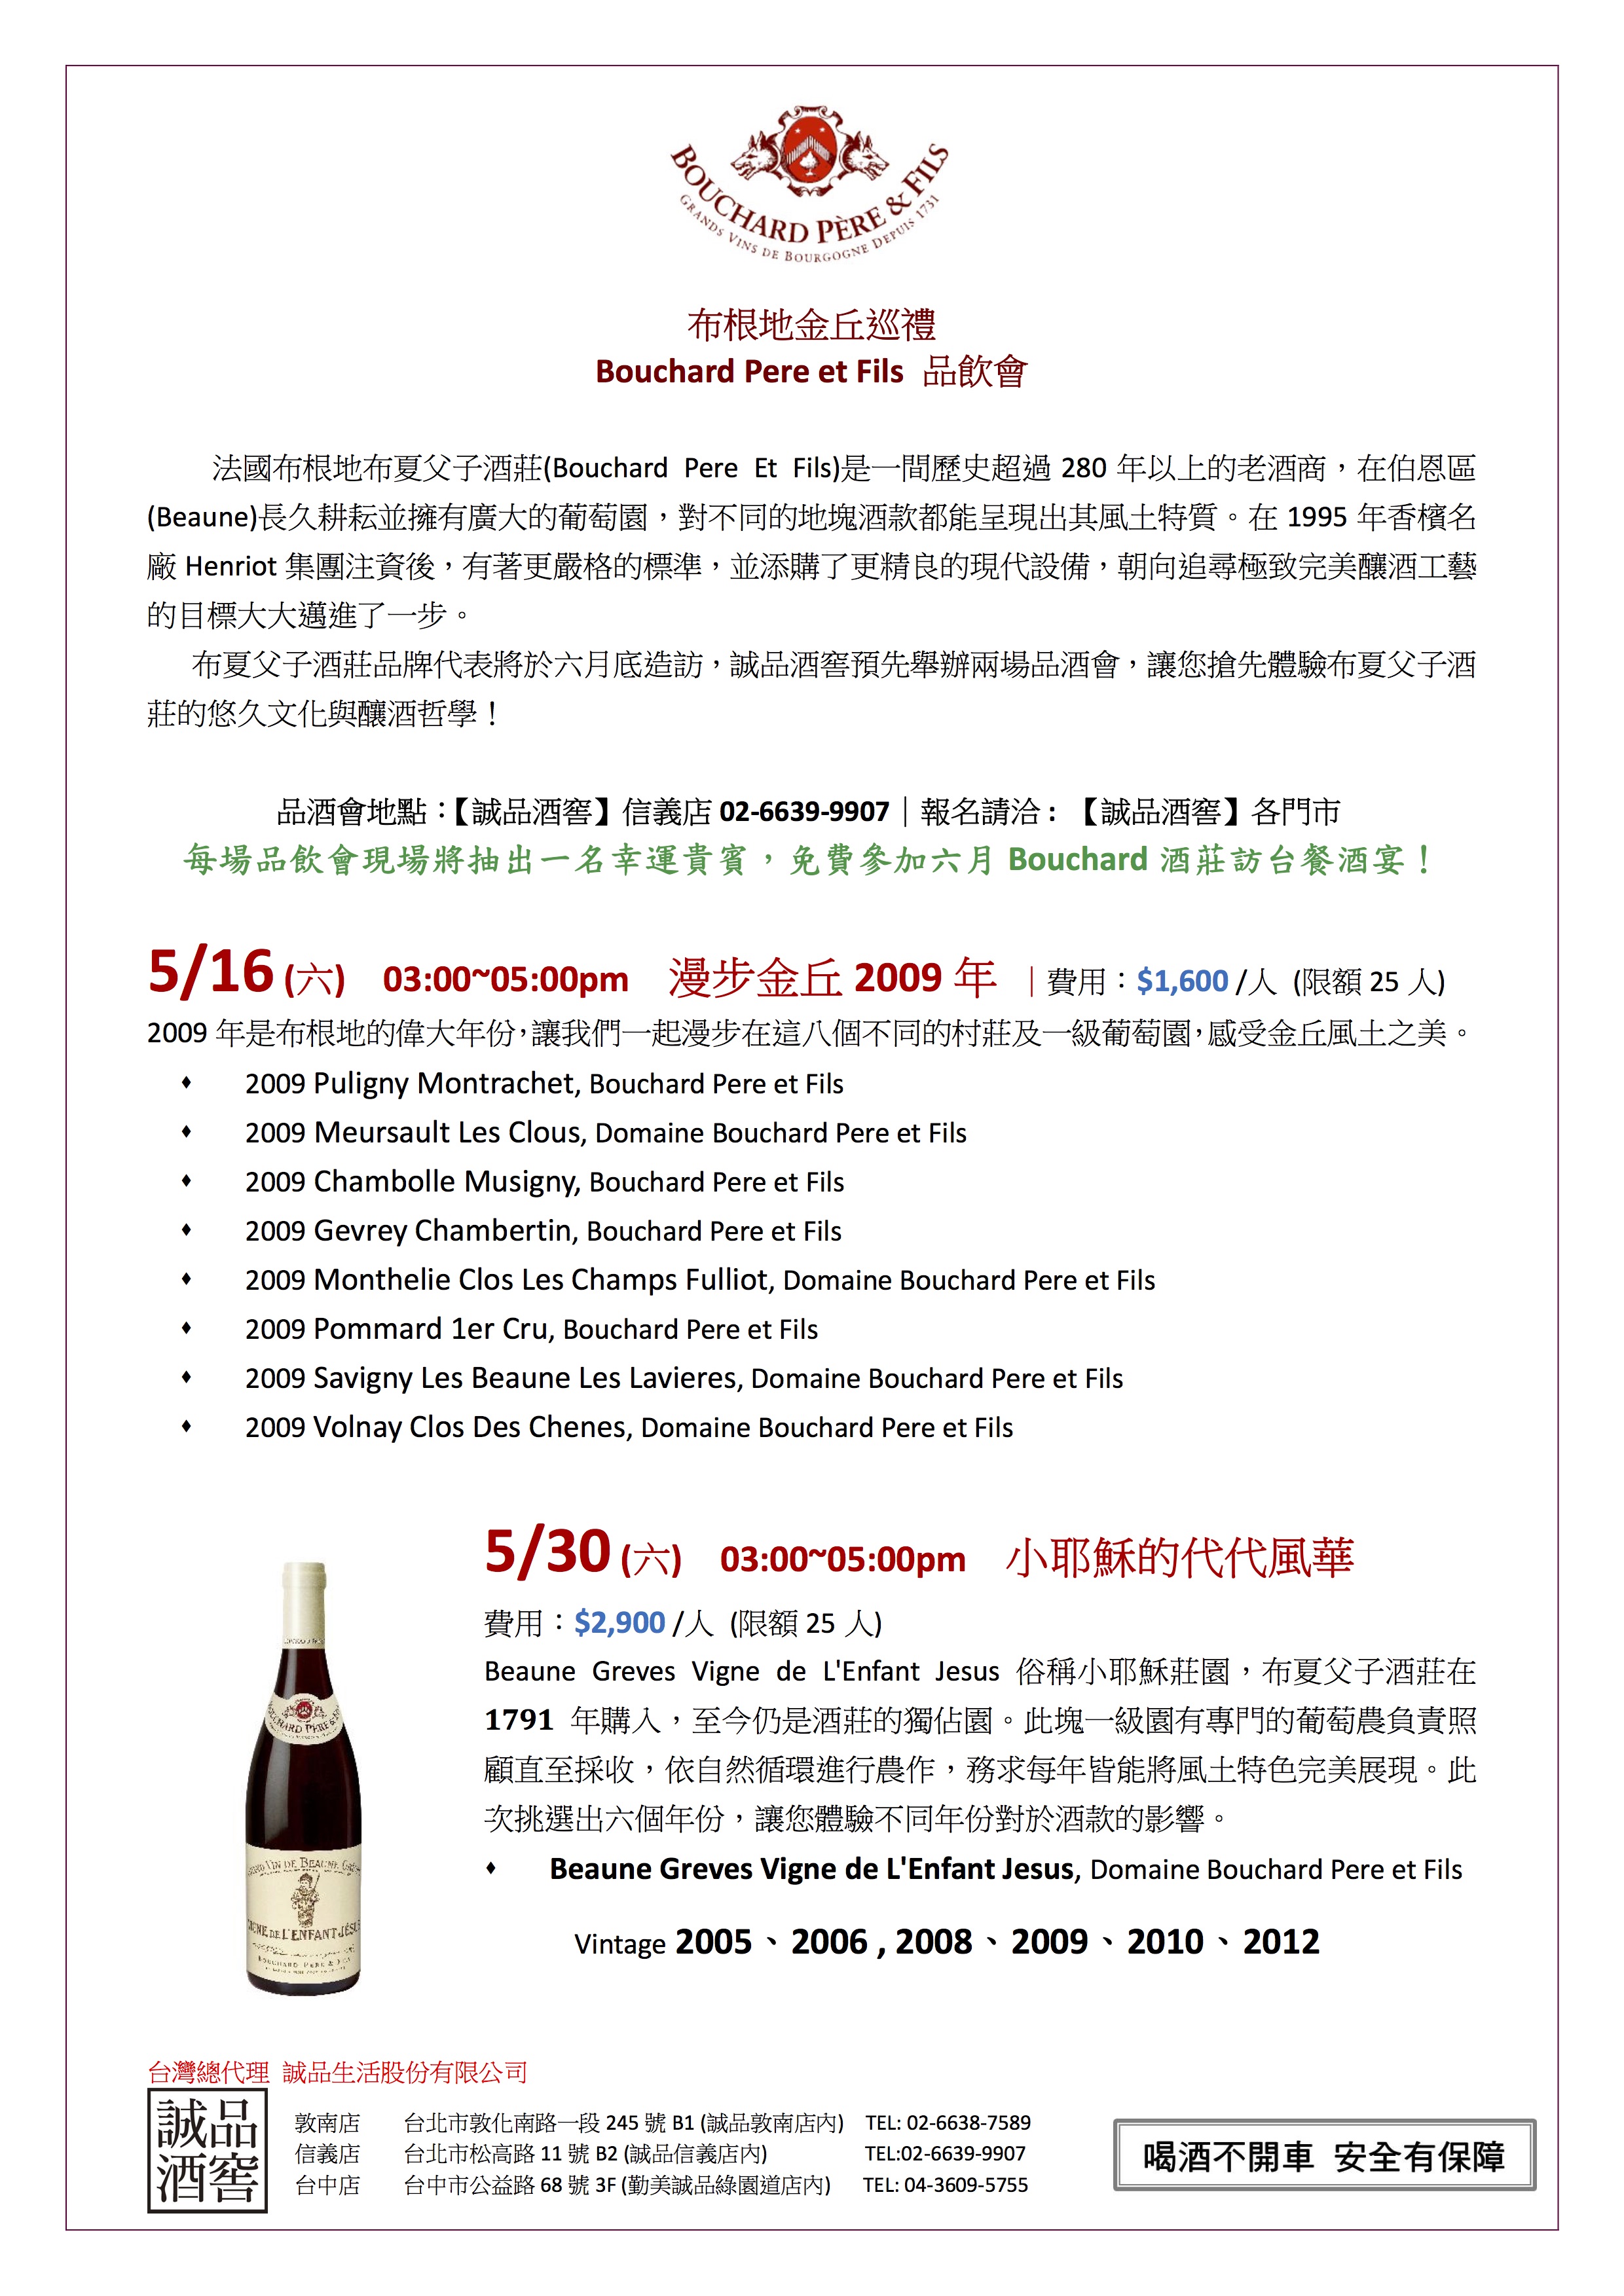 BOUCHARD PÈRE & FILS
GRANDS VINS DE BOURGOGNE DEPUIS 1731
布根地金丘巡禮
Bouchard Pere et Fils 品飲會
法國布根地布夏父子酒莊(Bouchard Pere Et Fils)是一間歷史超過 280 年以上的老酒商，在伯恩區
(Beaune)長久耕耘並擁有廣大的葡萄園，對不同的地塊酒款都能呈現出其風土特質。在 1995 年香檳名
廠 Henriot 集團注資後，有著更嚴格的標準，並添購了更精良的現代設備，朝向追尋極致完美釀酒工藝
的目標大大邁進了一步。
布夏父子酒莊品牌代表將於六月底造訪，誠品酒窖預先舉辦兩場品酒會，讓您搶先體驗布夏父子酒
莊的悠久文化與釀酒哲學！
品酒會地點：【誠品酒窖】信義店 02-6639-9907｜報名請洽：【誠品酒窖】各門市
每場品飲會現場將抽出一名幸運貴賓，免費參加六月 Bouchard 酒莊訪台餐酒宴！
5/16 (六) 03:00~05:00pm 漫步金丘 2009 年 ｜費用：$1,600 /人 (限額 25 人)
2009 年是布根地的偉大年份，讓我們一起漫步在這八個不同的村莊及一級葡萄園，感受金丘風土之美。
♦ 2009 Puligny Montrachet, Bouchard Pere et Fils
♦ 2009 Meursault Les Clous, Domaine Bouchard Pere et Fils
♦ 2009 Chambolle Musigny, Bouchard Pere et Fils
♦ 2009 Gevrey Chambertin, Bouchard Pere et Fils
♦ 2009 Monthelie Clos Les Champs Fulliot, Domaine Bouchard Pere et Fils
♦ 2009 Pommard 1er Cru, Bouchard Pere et Fils
♦ 2009 Savigny Les Beaune Les Lavieres, Domaine Bouchard Pere et Fils
♦ 2009 Volnay Clos Des Chenes, Domaine Bouchard Pere et Fils
5/30 (六) 03:00~05:00pm 小耶穌的代代風華
費用：$2,900 /人 (限額 25 人)
Beaune Greves Vigne de L'Enfant Jesus 俗稱小耶穌莊園，布夏父子酒莊在
1791 年購入，至今仍是酒莊的獨佔園。此塊一級園有專門的葡萄農負責照
顧直至採收，依自然循環進行農作，務求每年皆能將風土特色完美展現。此
次挑選出六個年份，讓您體驗不同年份對於酒款的影響。
♦ Beaune Greves Vigne de L'Enfant Jesus, Domaine Bouchard Pere et Fils
Vintage 2005、2006 , 2008、2009、2010、2012
VIN DE BEAUNE
DE L'ENFANT JÉSUS
BOUCHARD PÈRE & FILS
台灣總代理 誠品生活股份有限公司
誠品
酒窖
敦南店 台北市敦化南路一段 245 號 B1 (誠品敦南店內) TEL: 02-6638-7589
信義店 台北市松高路 11 號 B2 (誠品信義店內) TEL:02-6639-9907
台中店 台中市公益路 68 號 3F (勤美誠品綠園道店內) TEL: 04-3609-5755
喝酒不開車 安全有保障